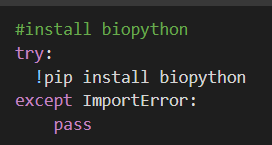 #install biopython
try:
  !pip install biopython
except ImportError:
    pass